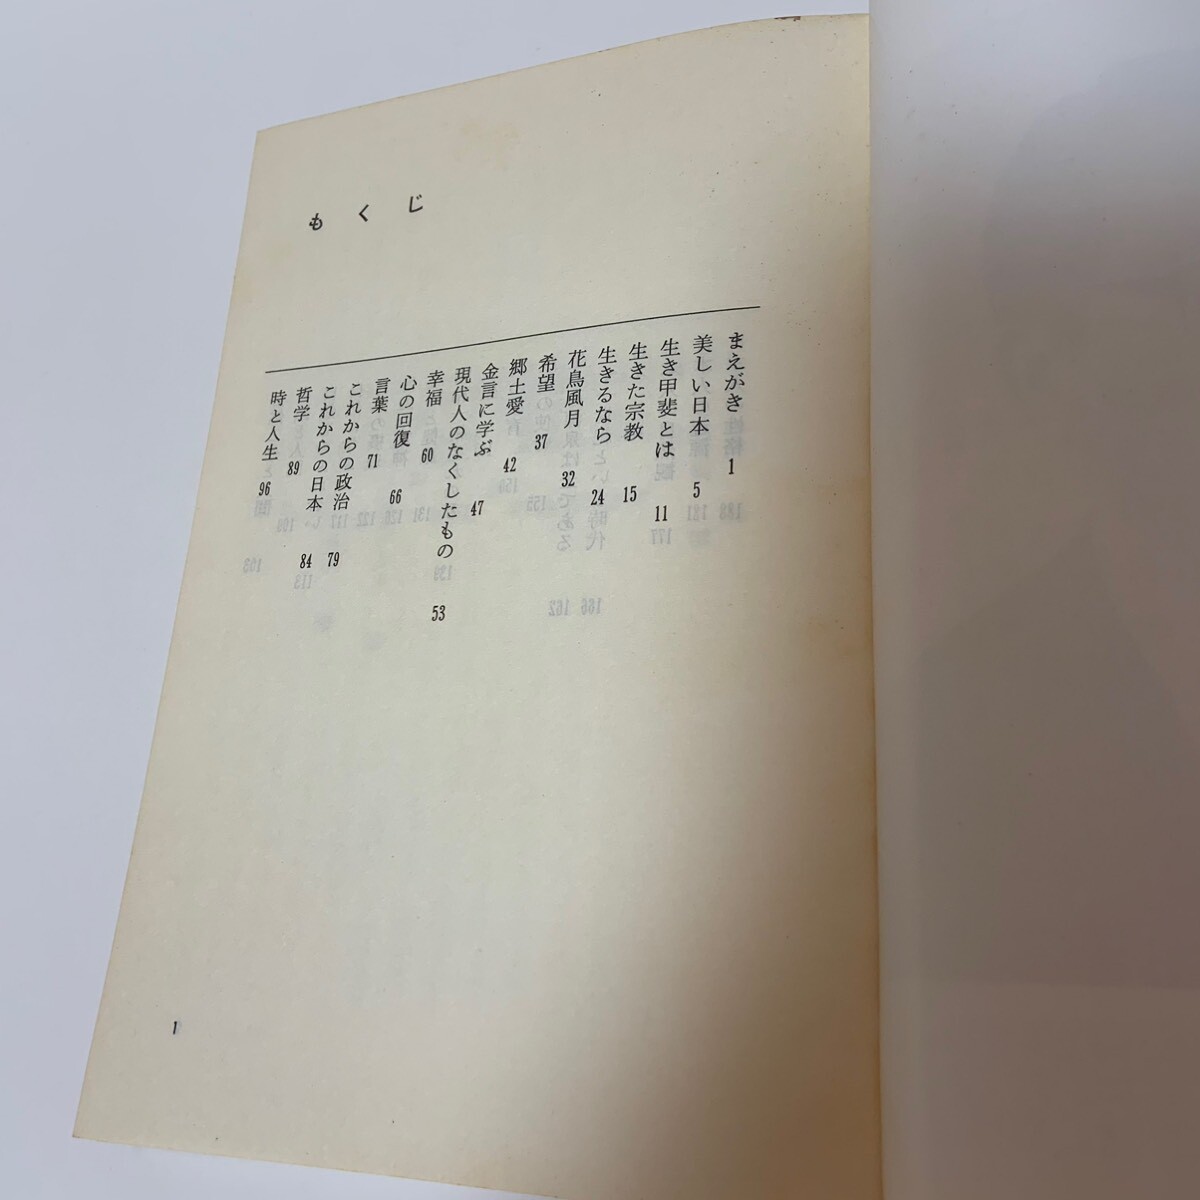 もくじ
まえがき 1
美しい日本 5
生き甲斐とは 11
生きた宗教 15
生きるなら 24
花鳥風月 32
希望 37
郷土愛 42
金言に学ぶ 47
現代人のなくしたもの 53
幸福 60
心の回復 66
言葉 71
これからの政治 79
これからの日本 84
哲学 89
時と人生 96
1